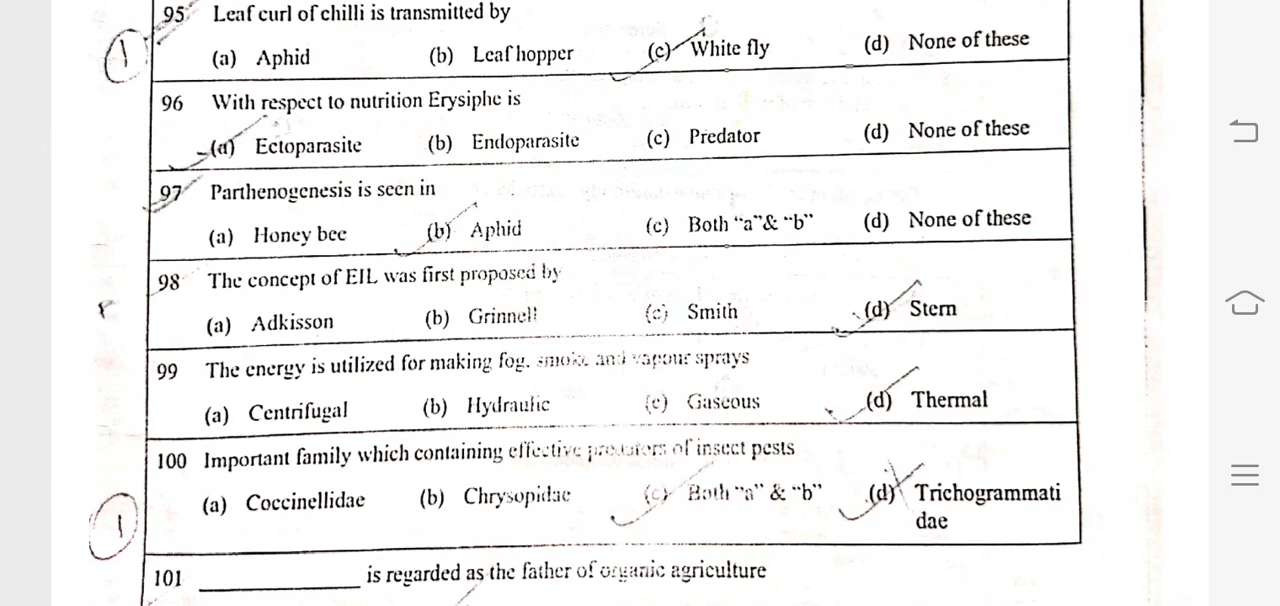 95 Leaf curl of chilli is transmitted by
(a) Aphid (b) Leaf hopper (c) White fly (d) None of these
1
96 With respect to nutrition Erysiphe is
(a) Ectoparasite (b) Endoparasite (c) Predator (d) None of these
97 Parthenogenesis is seen in
(a) Honey bee (b) Aphid (c) Both "a"& "b" (d) None of these
98 The concept of EIL was first proposed by
(a) Adkisson (b) Grinnell (c) Smith (d) Stern
99 The energy is utilized for making fog, smoke and vapour sprays
(a) Centrifugal (b) Hydraulic (c) Gaseous (d) Thermal
100 Important family which containing effective predators of insect pests
(a) Coccinellidae (b) Chrysopidae (c) Both "a" & "b" (d) Trichogrammati
dae
1
101 ____________ is regarded as the father of organic agriculture